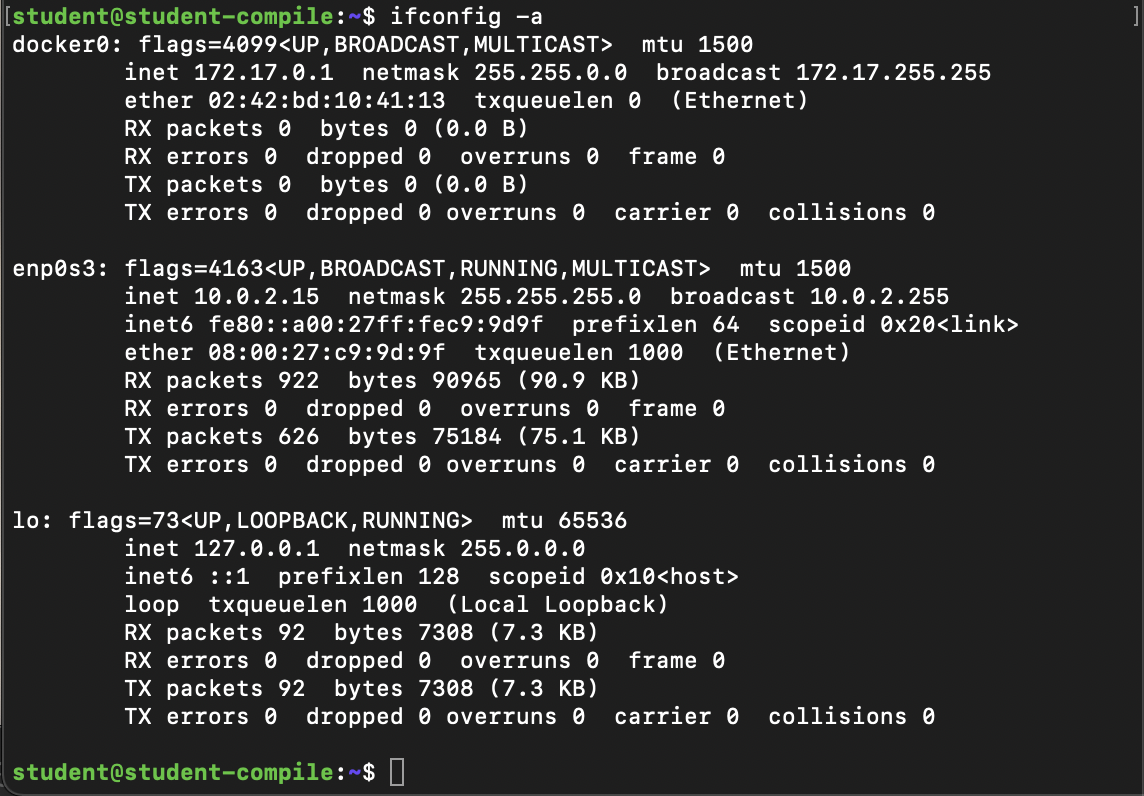 [student@student-compile:~$ ifconfig -a ]
docker0: flags=4099<UP,BROADCAST,MULTICAST>  mtu 1500
        inet 172.17.0.1  netmask 255.255.0.0  broadcast 172.17.255.255
        ether 02:42:bd:10:41:13  txqueuelen 0  (Ethernet)
        RX packets 0  bytes 0 (0.0 B)
        RX errors 0  dropped 0  overruns 0  frame 0
        TX packets 0  bytes 0 (0.0 B)
        TX errors 0  dropped 0 overruns 0  carrier 0  collisions 0

enp0s3: flags=4163<UP,BROADCAST,RUNNING,MULTICAST>  mtu 1500
        inet 10.0.2.15  netmask 255.255.255.0  broadcast 10.0.2.255
        inet6 fe80::a00:27ff:fec9:9d9f  prefixlen 64  scopeid 0x20<link>
        ether 08:00:27:c9:9d:9f  txqueuelen 1000  (Ethernet)
        RX packets 922  bytes 90965 (90.9 KB)
        RX errors 0  dropped 0  overruns 0  frame 0
        TX packets 626  bytes 75184 (75.1 KB)
        TX errors 0  dropped 0 overruns 0  carrier 0  collisions 0

lo: flags=73<UP,LOOPBACK,RUNNING>  mtu 65536
        inet 127.0.0.1  netmask 255.0.0.0
        inet6 ::1  prefixlen 128  scopeid 0x10<host>
        loop  txqueuelen 1000  (Local Loopback)
        RX packets 92  bytes 7308 (7.3 KB)
        RX errors 0  dropped 0  overruns 0  frame 0
        TX packets 92  bytes 7308 (7.3 KB)
        TX errors 0  dropped 0 overruns 0  carrier 0  collisions 0

student@student-compile:~$